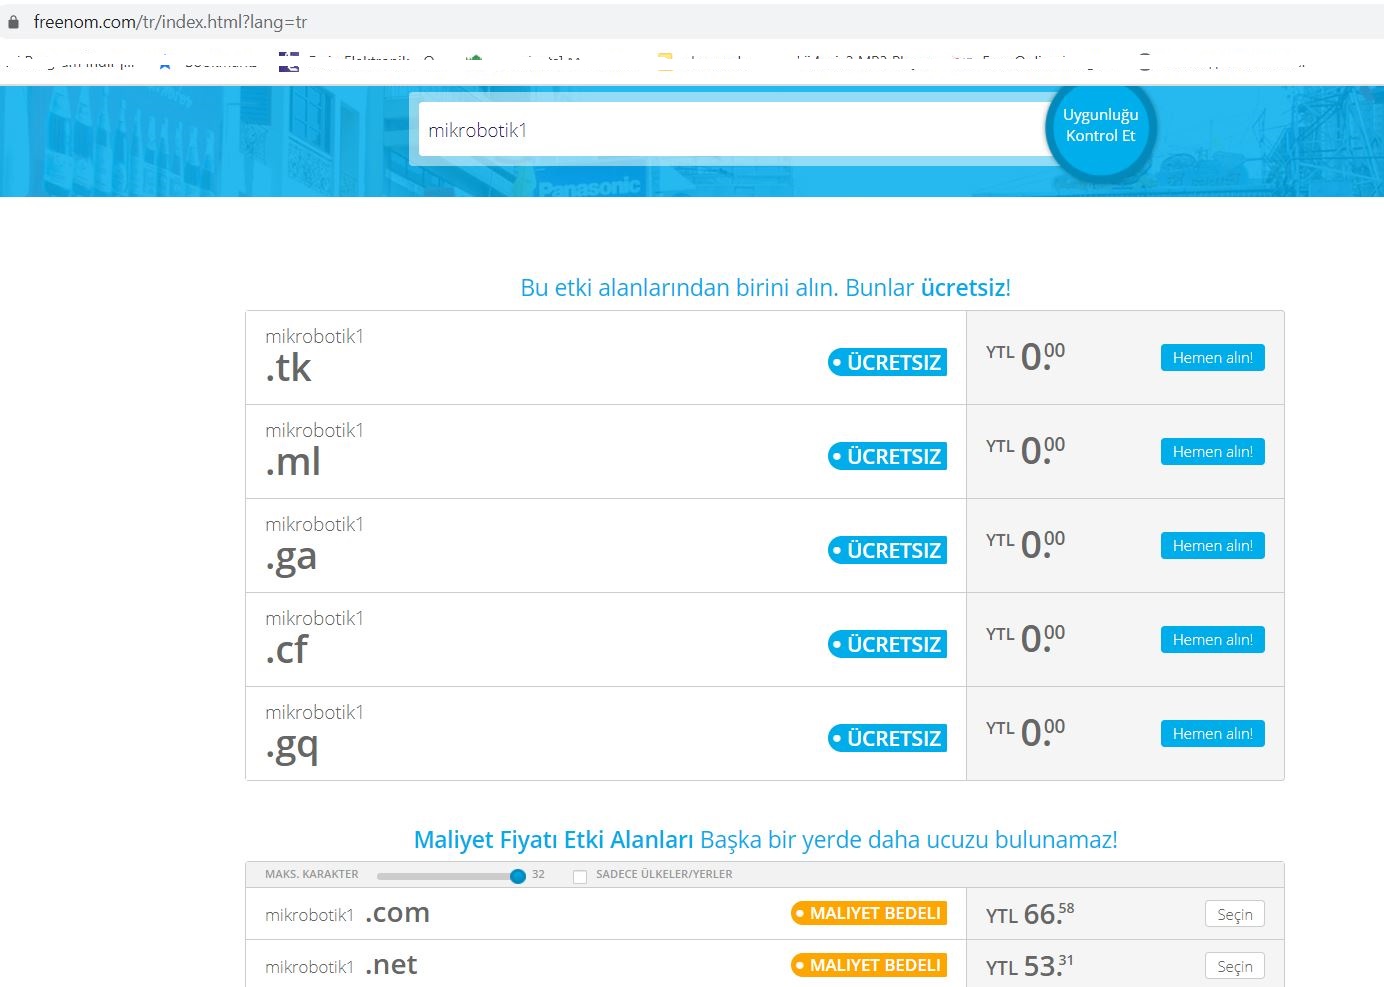 freenom.com/tr/index.html?lang=tr
mikrobotik1
Uygunluğu
Kontrol Et
Panasonic
Bu etki alanlarından birini alın. Bunlar ücretsiz!
mikrobotik1
.tk
• ÜCRETSIZ
YTL 0.00
Hemen alın!
mikrobotik1
.ml
• ÜCRETSIZ
YTL 0.00
Hemen alın!
mikrobotik1
.ga
• ÜCRETSIZ
YTL 0.00
Hemen alın!
mikrobotik1
.cf
• ÜCRETSIZ
YTL 0.00
Hemen alın!
mikrobotik1
.gq
• ÜCRETSIZ
YTL 0.00
Hemen alın!
Maliyet Fiyatı Etki Alanları Başka bir yerde daha ucuzu bulunamaz!
MAKS. KARAKTER 32 SADECE ÜLKELER/YERLER
mikrobotik1 .com • MALIYET BEDELI YTL 66.58 Seçin
mikrobotik1 .net • MALIYET BEDELI YTL 53.31 Seçin